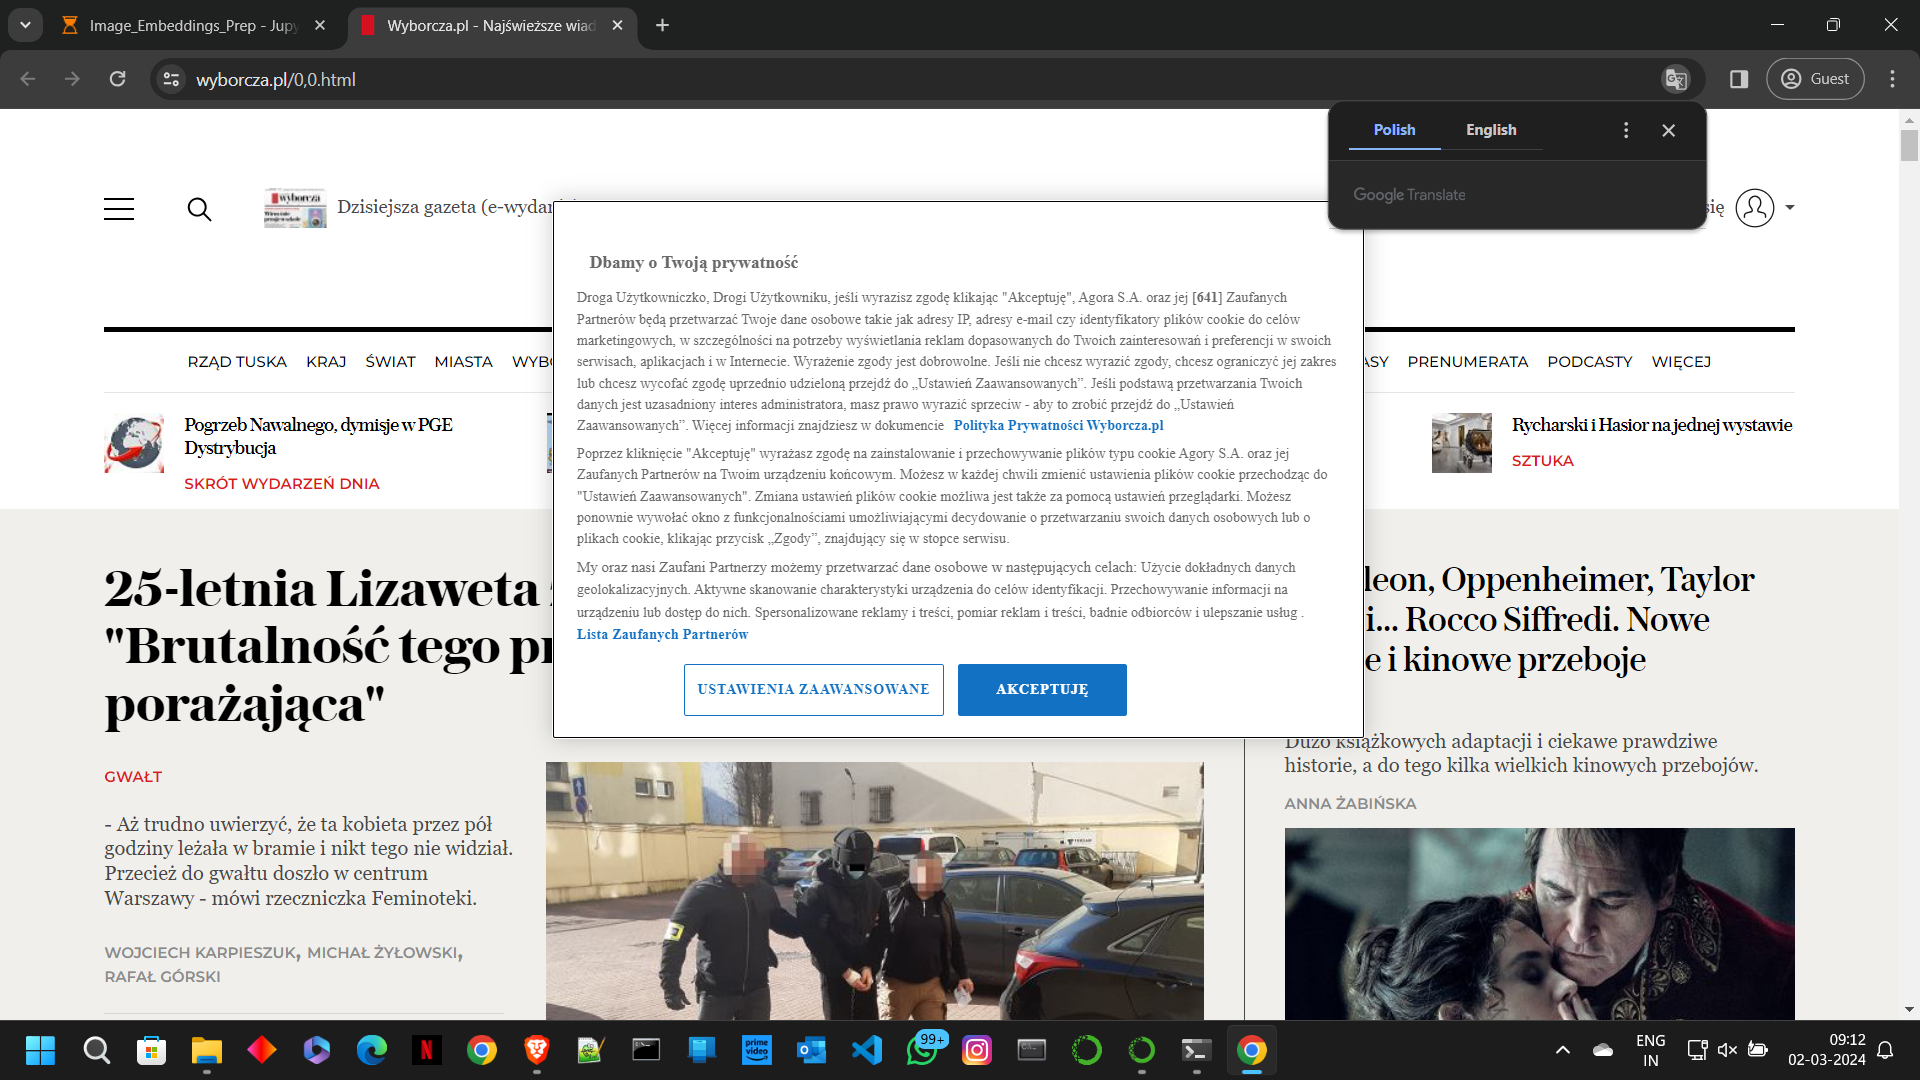 Image_Embeddings_Prep - Jupy
Wyborcza.pl - Najświeższe wiad
wyborcza.pl/0,0.html
Guest
Polish
English
Google Translate
wyborcza
Dzisiejsza gazeta (e-wydani
się
RZĄD TUSKA
KRAJ
ŚWIAT
MIASTA
WYBO
ASY
PRENUMERATA
PODCASTY
WIĘCEJ
Pogrzeb Nawalnego, dymisje w PGE
Dystrybucja
SKRÓT WYDARZEŃ DNIA
Rycharski i Hasior na jednej wystawie
SZTUKA
Dbamy o Twoją prywatność
Droga Użytkowniczko, Drogi Użytkowniku, jeśli wyrazisz zgodę klikając "Akceptuję", Agora S.A. oraz jej [641] Zaufanych
Partnerów będą przetwarzać Twoje dane osobowe takie jak adresy IP, adresy e-mail czy identyfikatory plików cookie do celów
marketingowych, w szczególności na potrzeby wyświetlania reklam dopasowanych do Twoich zainteresowań i preferencji w swoich
serwisach, aplikacjach i w Internecie. Wyrażenie zgody jest dobrowolne. Jeśli nie chcesz wyrazić zgody, chcesz ograniczyć jej zakres
lub chcesz wycofać zgodę uprzednio udzieloną przejdź do „Ustawień Zaawansowanych”. Jeśli podstawą przetwarzania Twoich
danych jest uzasadniony interes administratora, masz prawo wyrazić sprzeciw - aby to zrobić przejdź do „Ustawień
Zaawansowanych”. Więcej informacji znajdziesz w dokumencie Polityka Prywatności Wyborcza.pl
Poprzez kliknięcie "Akceptuję" wyrażasz zgodę na zainstalowanie i przechowywanie plików typu cookie Agory S.A. oraz jej
Zaufanych Partnerów na Twoim urządzeniu końcowym. Możesz w każdej chwili zmienić ustawienia plików cookie przechodząc do
"Ustawień Zaawansowanych". Zmiana ustawień plików cookie możliwa jest także za pomocą ustawień przeglądarki. Możesz
ponownie wywołać okno z funkcjonalnościami umożliwiającymi decydowanie o przetwarzaniu swoich danych osobowych lub o
plikach cookie, klikając przycisk „Zgody”, znajdujący się w stopce serwisu.
My oraz nasi Zaufani Partnerzy możemy przetwarzać dane osobowe w następujących celach: Użycie dokładnych danych
geolokalizacyjnych. Aktywne skanowanie charakterystyki urządzenia do celów identyfikacji. Przechowywanie informacji na
urządzeniu lub dostęp do nich. Spersonalizowane reklamy i treści, pomiar reklam i treści, badnie odbiorców i ulepszanie usług .
Lista Zaufanych Partnerów
USTAWIENIA ZAAWANSOWANE
AKCEPTUJĘ
25-letnia Lizaweta
"Brutalność tego pr
porażająca"
GWAŁT
- Aż trudno uwierzyć, że ta kobieta przez pół
godziny leżała w bramie i nikt tego nie widział.
Przecież do gwałtu doszło w centrum
Warszawy - mówi rzeczniczka Feminoteki.
WOJCIECH KARPIESZUK, MICHAŁ ŻYŁOWSKI,
RAFAŁ GÓRSKI
leon, Oppenheimer, Taylor
i... Rocco Siffredi. Nowe
e i kinowe przeboje
Dużo książkowych adaptacji i ciekawe prawdziwe
historie, a do tego kilka wielkich kinowych przebojów.
ANNA ŻABIŃSKA
prime
video
99+
ENG
IN
09:12
02-03-2024